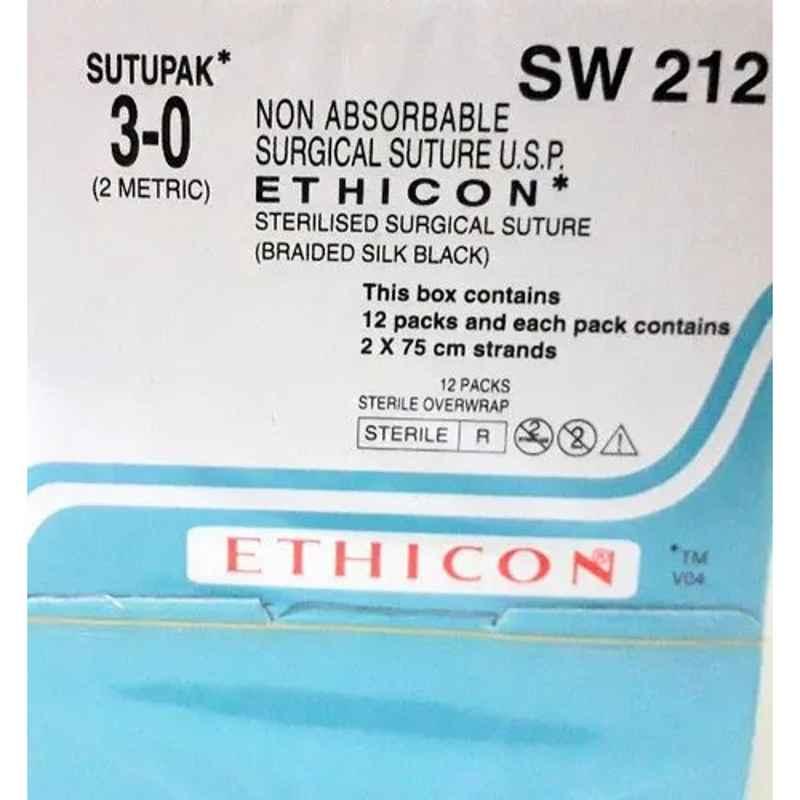 SUTUPAK*
3-0
(2 METRIC)
SW 212
NON ABSORBABLE
SURGICAL SUTURE U.S.P.
ETHICON*
STERILISED SURGICAL SUTURE
(BRAIDED SILK BLACK)
This box contains
12 packs and each pack contains
2 X 75 cm strands
12 PACKS
STERILE OVERWRAP
STERILE R
2 2
ETHICON®
*TM
V04